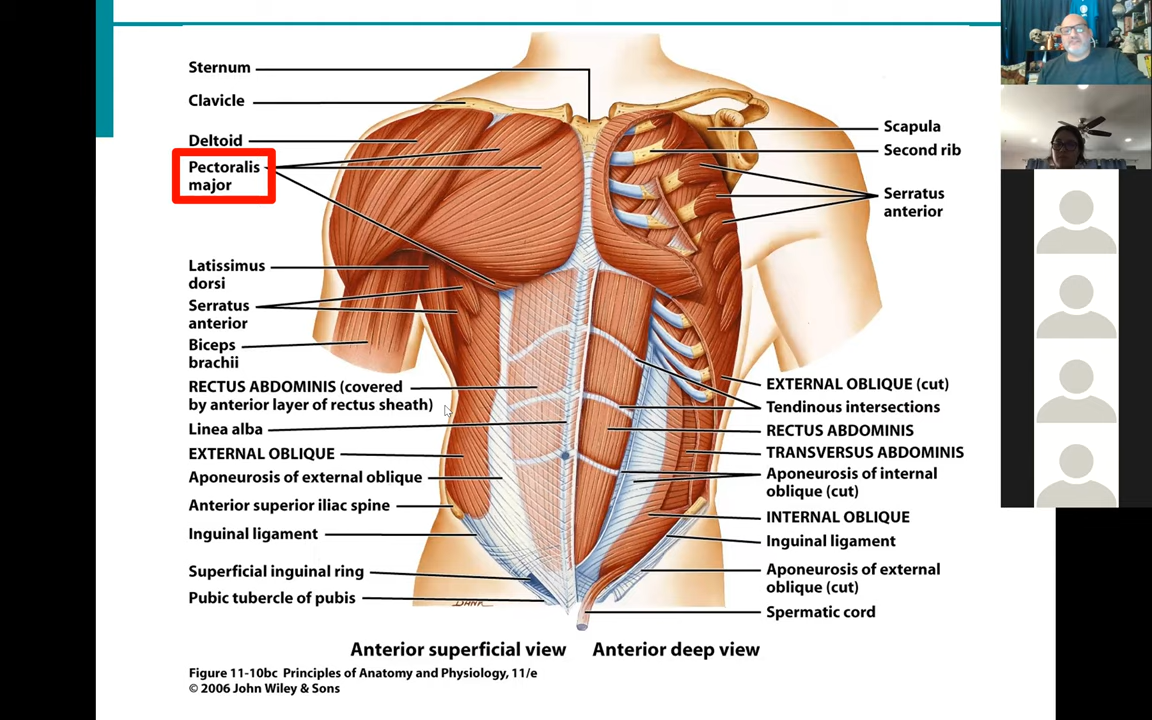 Sternum
Clavicle
Deltoid
Pectoralis
major
Latissimus
dorsi
Serratus
anterior
Biceps
brachii
RECTUS ABDOMINIS (covered
by anterior layer of rectus sheath)
Linea alba
EXTERNAL OBLIQUE
Aponeurosis of external oblique
Anterior superior iliac spine
Inguinal ligament
Superficial inguinal ring
Pubic tubercle of pubis
Scapula
Second rib
Serratus
anterior
EXTERNAL OBLIQUE (cut)
Tendinous intersections
RECTUS ABDOMINIS
TRANSVERSUS ABDOMINIS
Aponeurosis of internal
oblique (cut)
INTERNAL OBLIQUE
Inguinal ligament
Aponeurosis of external
oblique (cut)
Spermatic cord
DANK
Anterior superficial view
Anterior deep view
Figure 11-10bc Principles of Anatomy and Physiology, 11/e
© 2006 John Wiley & Sons